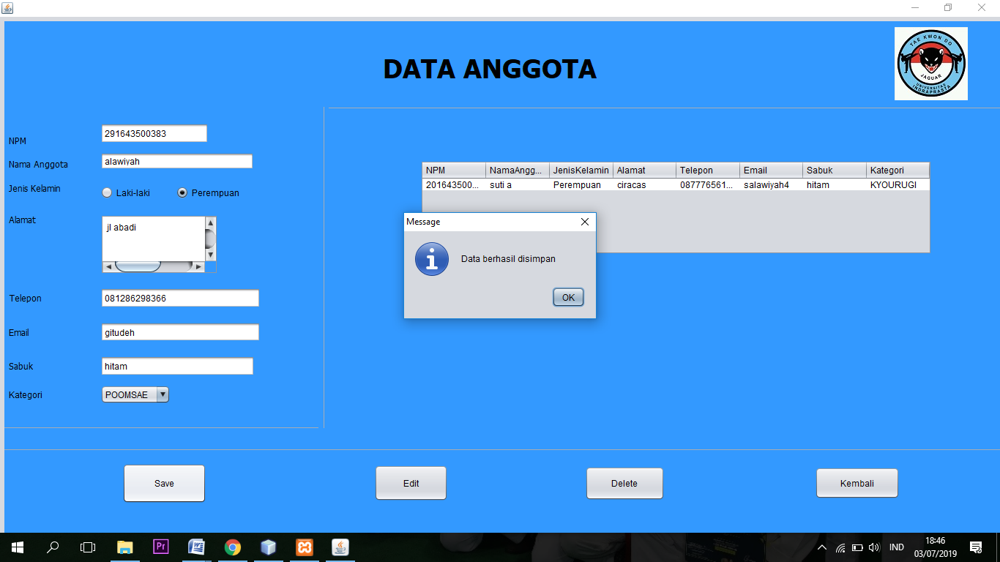 DATA ANGGOTA
TAE KWON DO
JAGUAR
UNIVERSITAS
INDRAPRASTA
NPM
291643500383
Nama Anggota
alawiyah
Jenis Kelamin
Laki-laki
Perempuan
Alamat
jl abadi
Telepon
081286298366
Email
gitudeh
Sabuk
hitam
Kategori
POOMSAE
NPM NamaAngg... JenisKelamin Alamat Telepon Email Sabuk Kategori
201643500... suti a Perempuan ciracas 087776561... salawiyah4 hitam KYOURUGI
Message
Data berhasil disimpan
OK
Save
Edit
Delete
Kembali
Pr
W
IND
18:46
03/07/2019